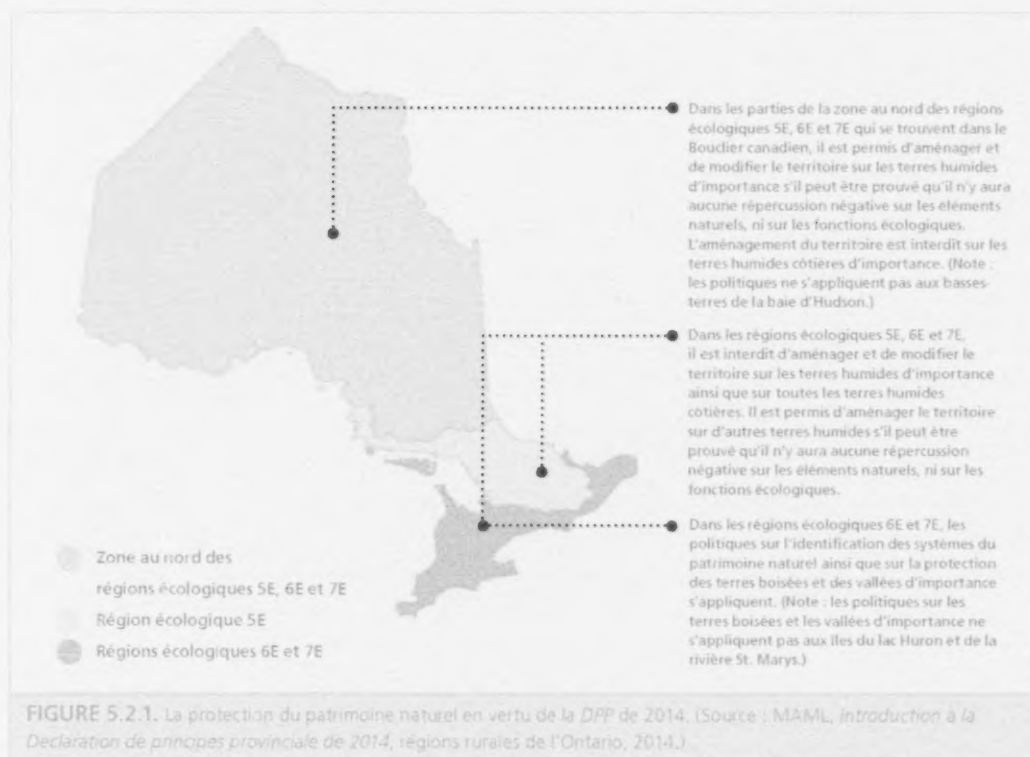 Dans les parties de la zone au nord des régions
écologiques 5E, 6E et 7E qui se trouvent dans le
Bouclier canadien, il est permis d'aménager et
de modifier le territoire sur les terres humides
d'importance s'il peut être prouvé qu'il n'y aura
aucune répercussion négative sur les éléments
naturels, ni sur les fonctions écologiques.
L'aménagement du territoire est interdit sur les
terres humides côtières d'importance. (Note :
les politiques ne s'appliquent pas aux basses-
terres de la baie d'Hudson.)
Dans les régions écologiques 5E, 6E et 7E,
il est interdit d'aménager et de modifier le
territoire sur les terres humides d'importance
ainsi que sur toutes les terres humides
côtières. Il est permis d'aménager le territoire
sur d'autres terres humides s'il peut être
prouvé qu'il n'y aura aucune répercussion
négative sur les éléments naturels, ni sur les
fonctions écologiques.
Dans les régions écologiques 6E et 7E, les
politiques sur l'identification des systèmes du
patrimoine naturel ainsi que sur la protection
des terres boisées et des vallées d'importance
s'appliquent. (Note : les politiques sur les
terres boisées et les vallées d'importance ne
s'appliquent pas aux îles du lac Huron et de la
rivière St. Marys.)
Zone au nord des
régions écologiques 5E, 6E et 7E
Région écologique 5E
Régions écologiques 6E et 7E
FIGURE 5.2.1. La protection du patrimoine naturel en vertu de la DPP de 2014. (Source : MAML, Introduction à la
Déclaration de principes provinciale de 2014, régions rurales de l'Ontario, 2014.)